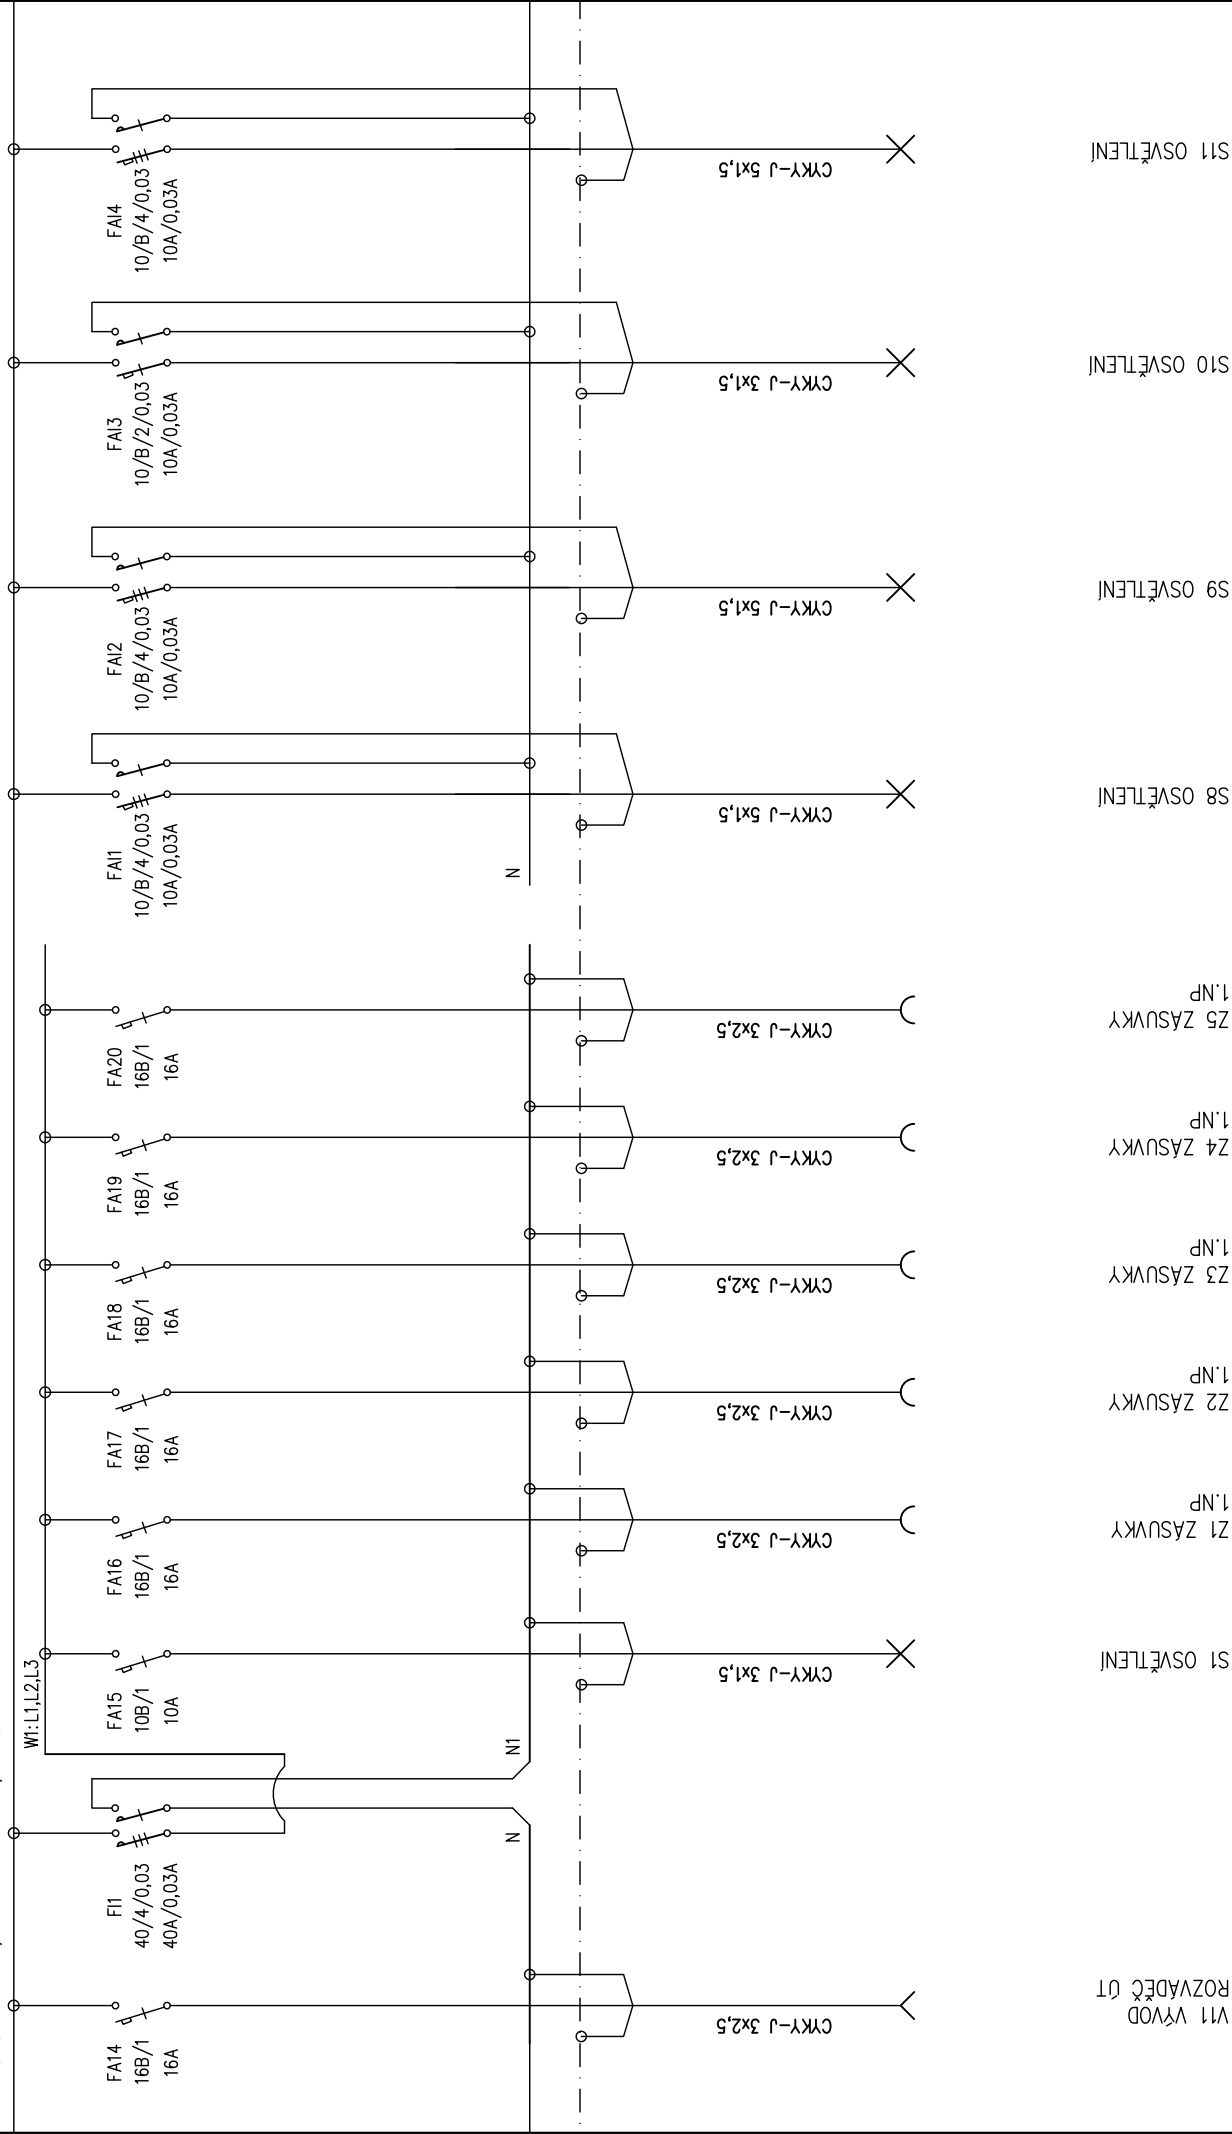 FAI4
10/B/4/0,03
10A/0,03A
CYKY-J 5x1,5
S11 OSVĚTLENÍ
FAI3
10/B/2/0,03
10A/0,03A
CYKY-J 3x1,5
S10 OSVĚTLENÍ
FAI2
10/B/4/0,03
10A/0,03A
CYKY-J 5x1,5
S9 OSVĚTLENÍ
FAI1
10/B/4/0,03
10A/0,03A
N
CYKY-J 5x1,5
S8 OSVĚTLENÍ
FA20
16B/1
16A
CYKY-J 3x2,5
Z5 ZÁSUVKY
1.NP
FA19
16B/1
16A
CYKY-J 3x2,5
Z4 ZÁSUVKY
1.NP
FA18
16B/1
16A
CYKY-J 3x2,5
Z3 ZÁSUVKY
1.NP
FA17
16B/1
16A
CYKY-J 3x2,5
Z2 ZÁSUVKY
1.NP
FA16
16B/1
16A
CYKY-J 3x2,5
Z1 ZÁSUVKY
1.NP
W1:L1,L2,L3
FA15
10B/1
10A
N1
CYKY-J 3x1,5
S1 OSVĚTLENÍ
FI1
40/4/0,03
40A/0,03A
N
FA14
16B/1
16A
CYKY-J 3x2,5
V11 VÝVOD
ROZVADĚČ ÚT